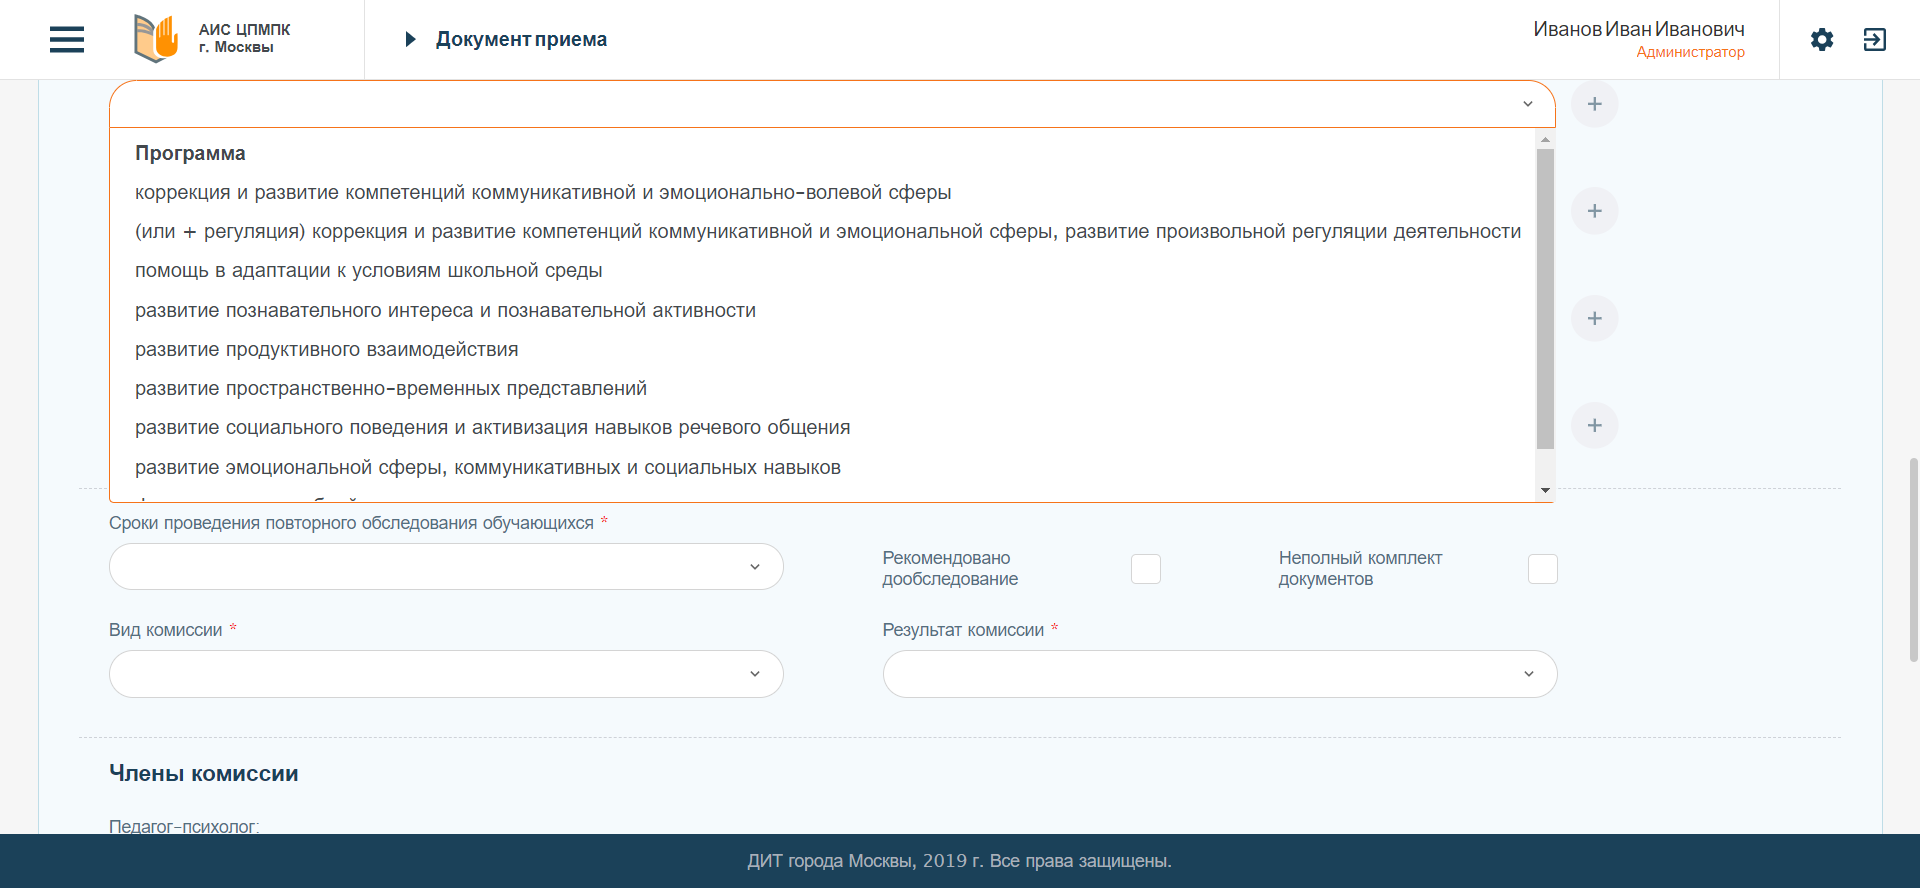 АИС ЦПМПК
г. Москвы
Документ приема
Иванов Иван Иванович
Администратор
Программа
коррекция и развитие компетенций коммуникативной и эмоционально-волевой сферы
(или + регуляция) коррекция и развитие компетенций коммуникативной и эмоциональной сферы, развитие произвольной регуляции деятельности
помощь в адаптации к условиям школьной среды
развитие познавательного интереса и познавательной активности
развитие продуктивного взаимодействия
развитие пространственно-временных представлений
развитие социального поведения и активизация навыков речевого общения
развитие эмоциональной сферы, коммуникативных и социальных навыков
Сроки проведения повторного обследования обучающихся *
Рекомендовано
дообследование
Неполный комплект
документов
Вид комиссии *
Результат комиссии *
Члены комиссии
Педагог-психолог:
ДИТ города Москвы, 2019 г. Все права защищены.